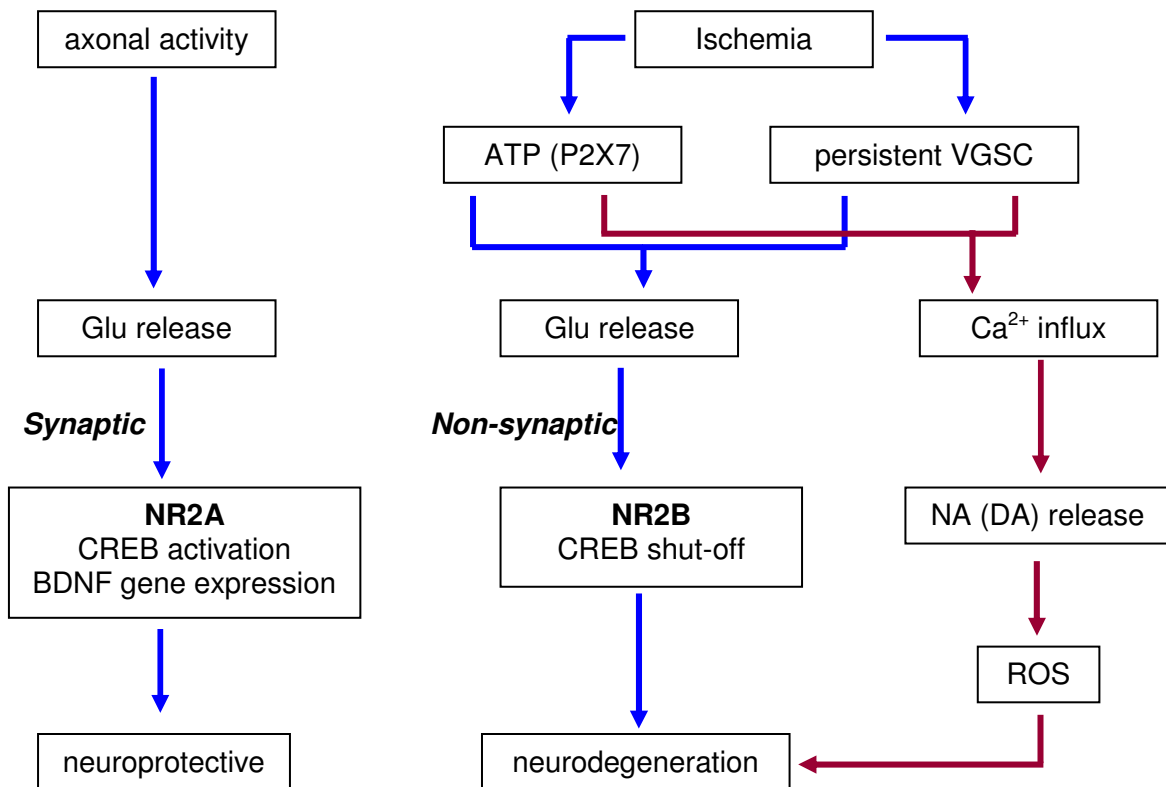 axonal activity
Ischemia
ATP (P2X7)
persistent VGSC
Glu release
Glu release
Ca²⁺ influx
Synaptic
Non-synaptic
NR2A
CREB activation
BDNF gene expression
NR2B
CREB shut-off
NA (DA) release
ROS
neuroprotective
neurodegeneration